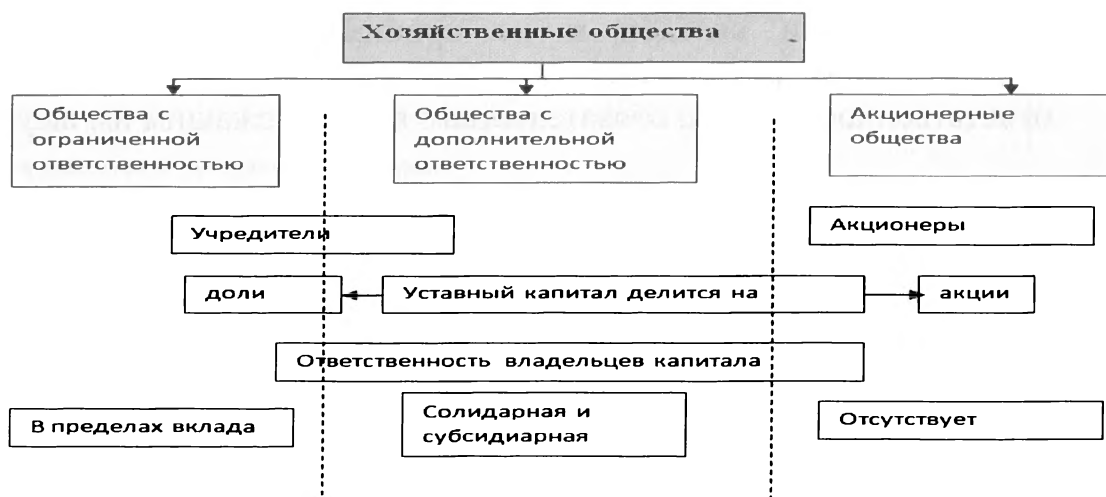 Хозяйственные общества
Общества с
ограниченной
ответственностью
Общества с
дополнительной
ответственностью
Акционерные
общества
Учредители
Акционеры
доли
Уставный капитал делится на
акции
Ответственность владельцев капитала
В пределах вклада
Солидарная и
субсидиарная
Отсутствует